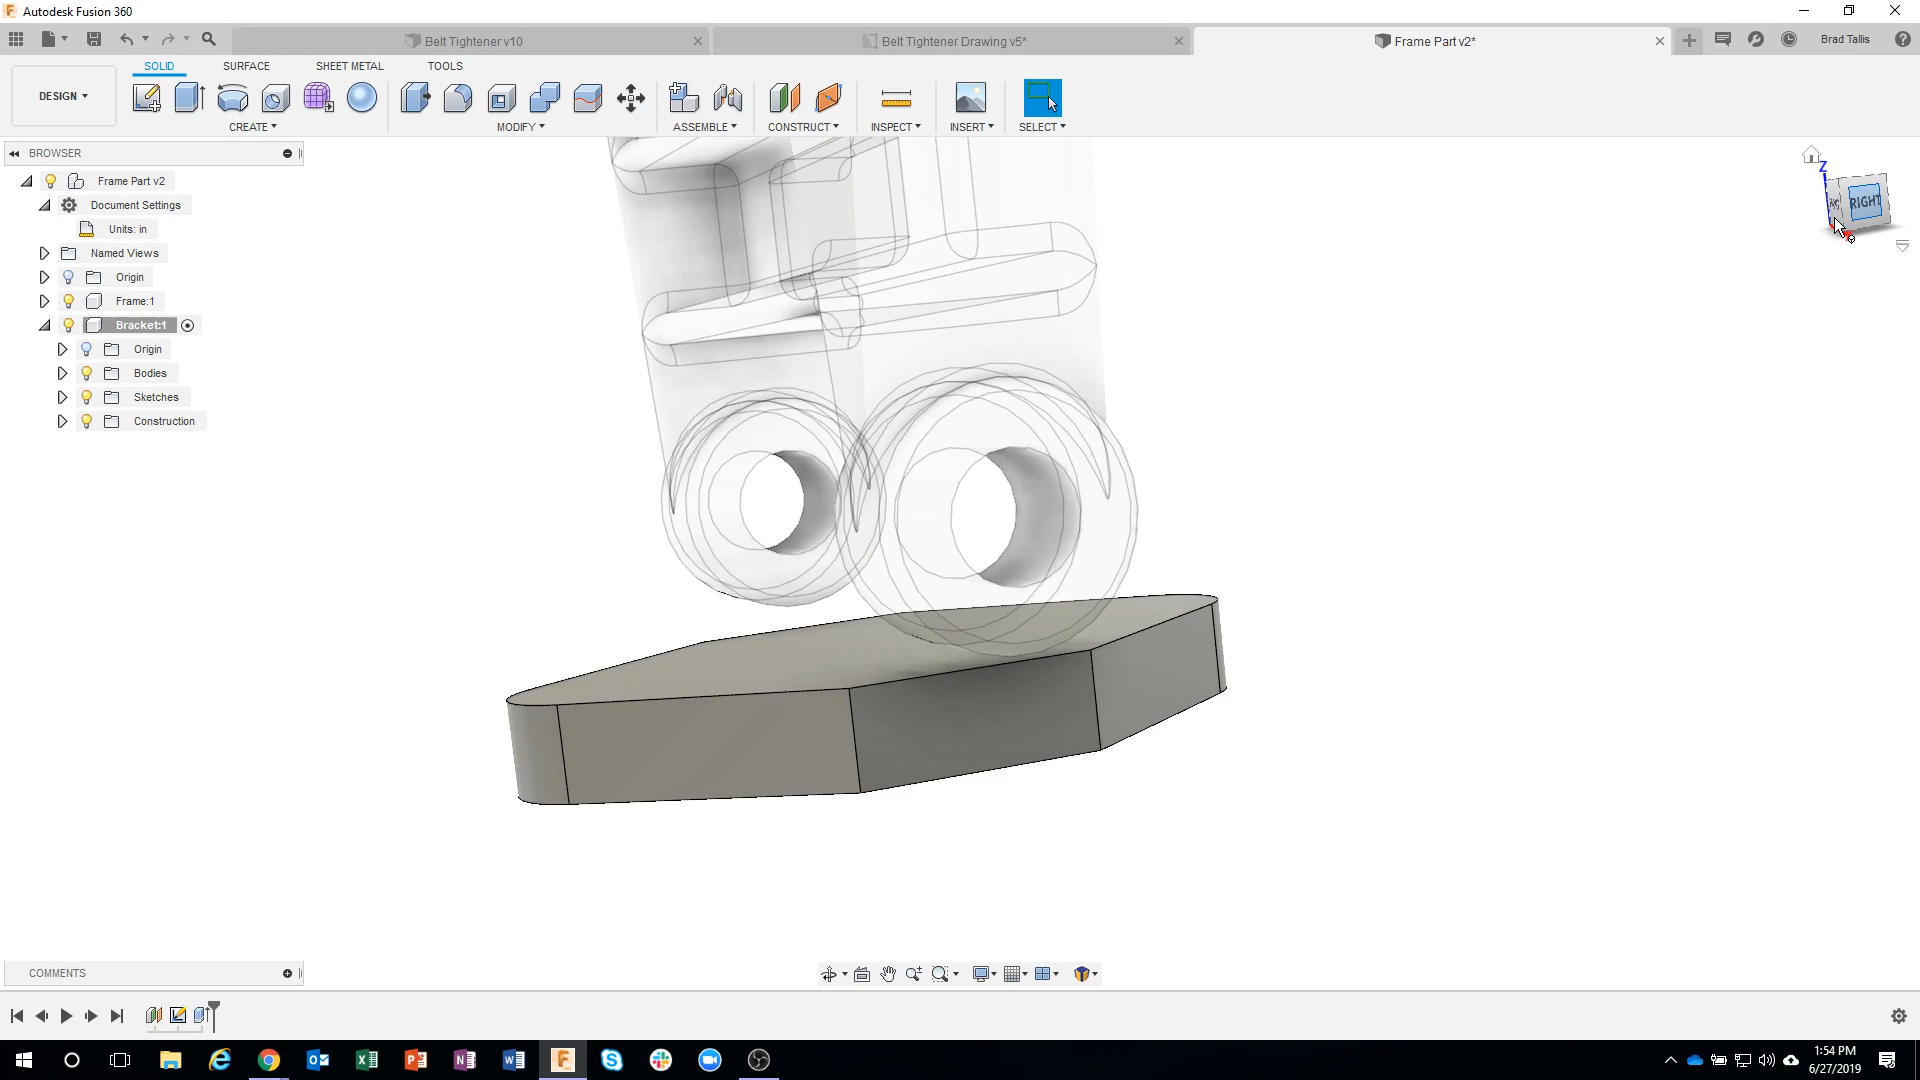 Autodesk Fusion 360
Belt Tightener v10
Belt Tightener Drawing v5*
Frame Part v2*
Brad Tallis
SOLID
SURFACE
SHEET METAL
TOOLS
DESIGN
CREATE
MODIFY
ASSEMBLE
CONSTRUCT
INSPECT
INSERT
SELECT
BROWSER
Frame Part v2
Document Settings
Units: in
Named Views
Origin
Frame:1
Bracket:1
Origin
Bodies
Sketches
Construction
Z
RIGHT
COMMENTS
1:54 PM
6/27/2019